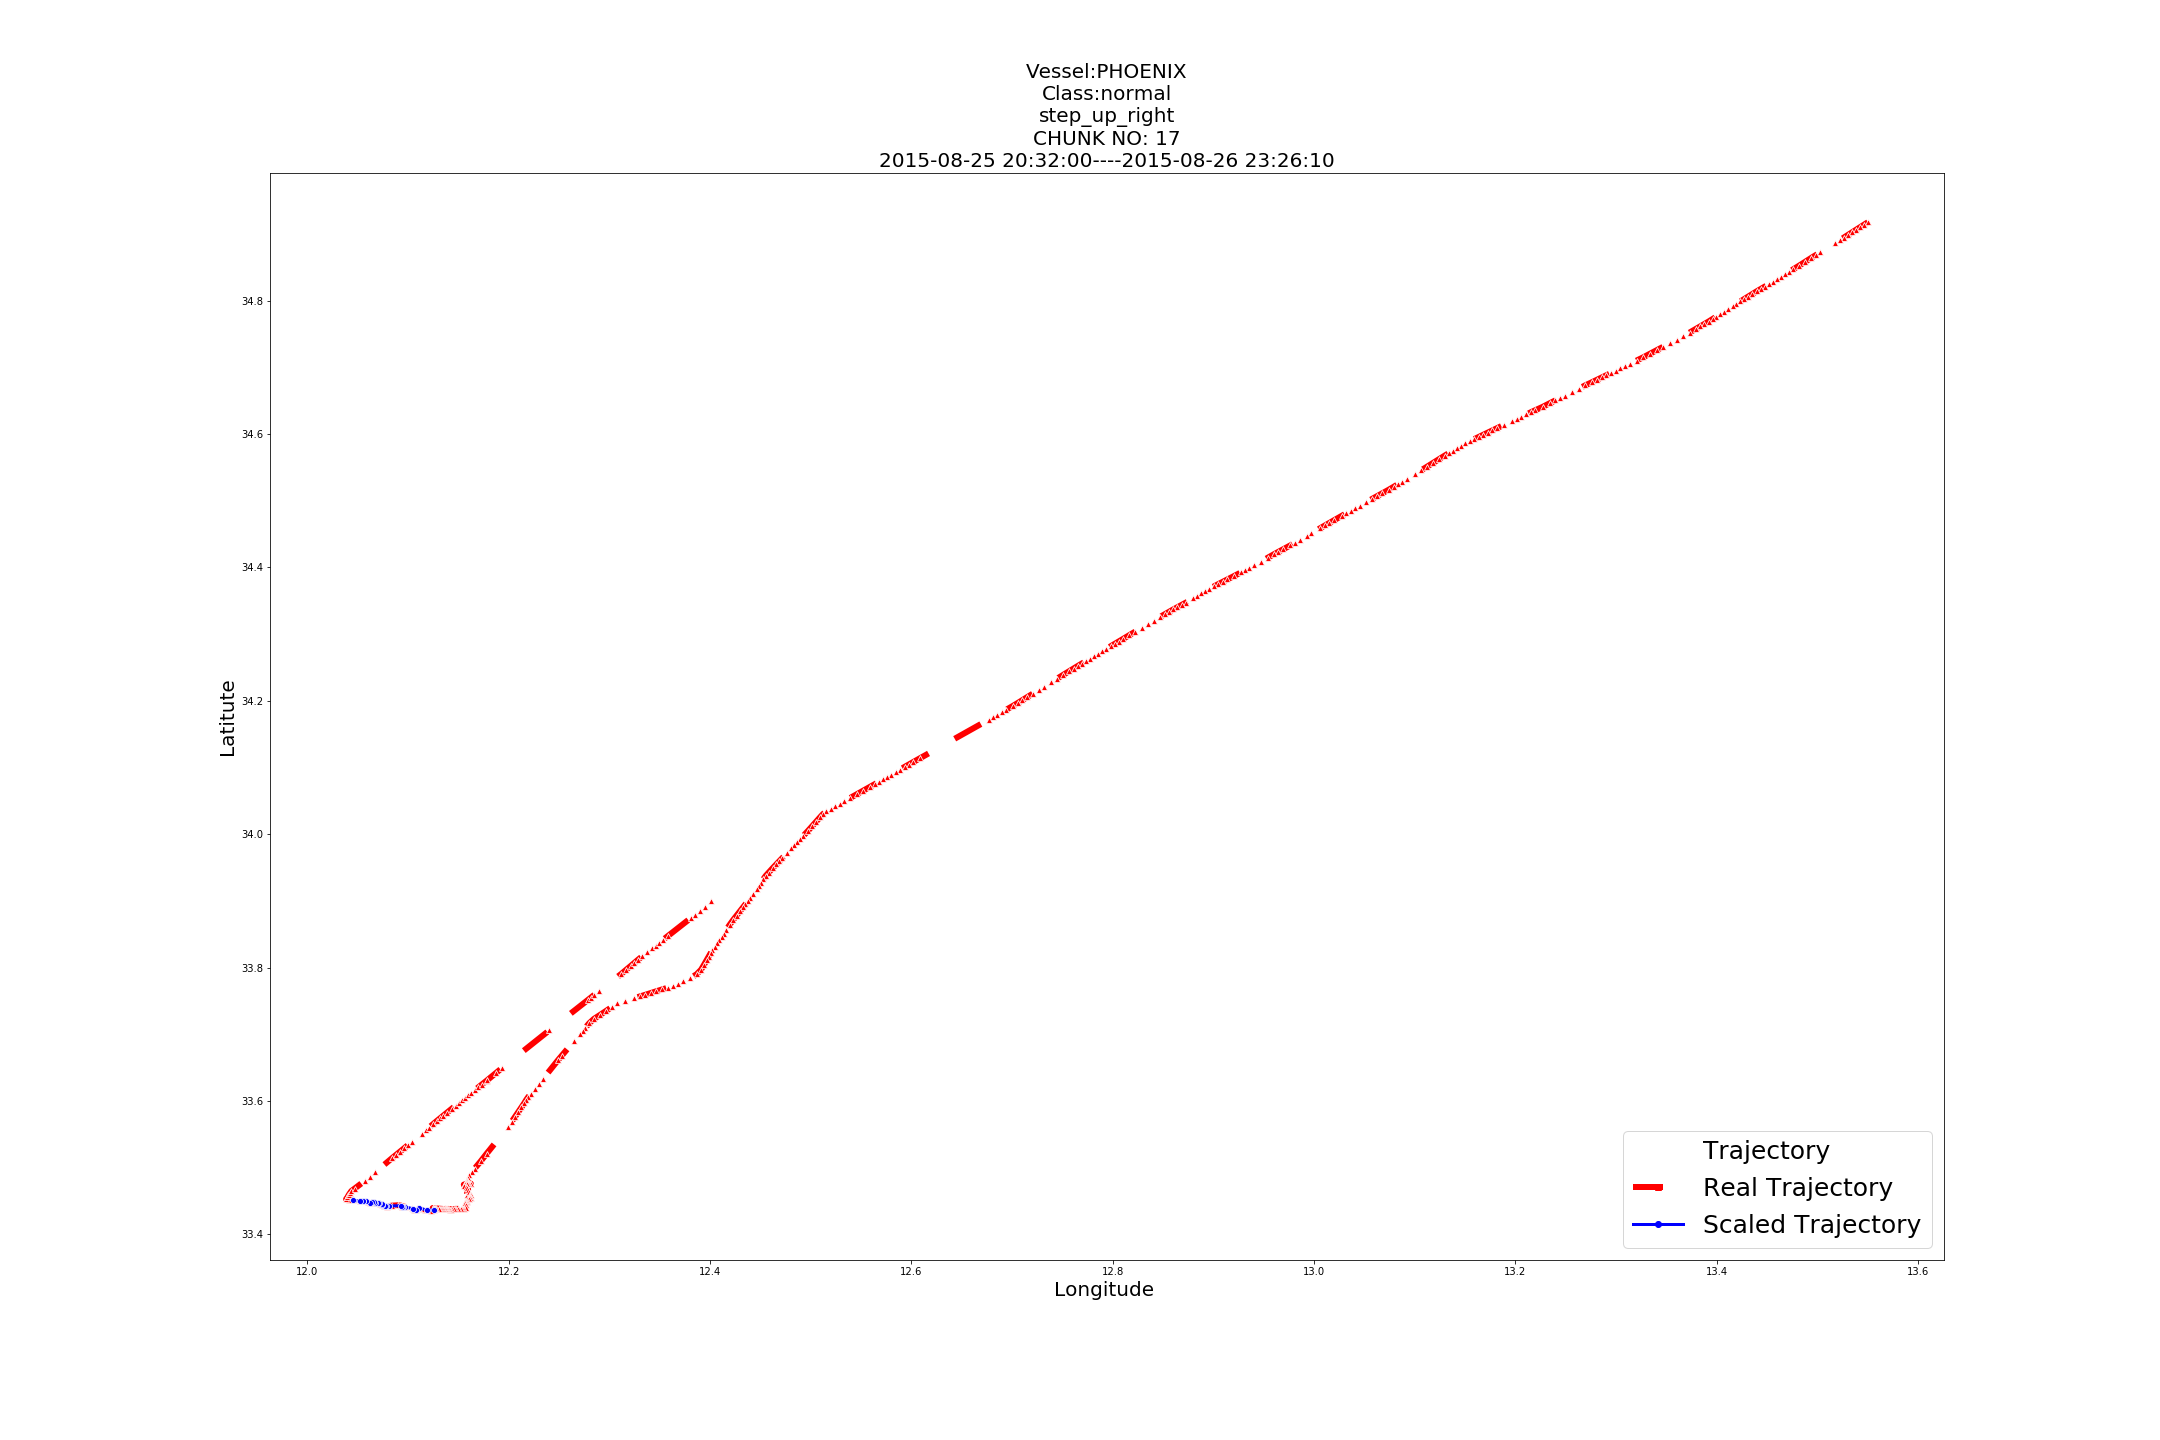 Vessel:PHOENIX
Class:normal
step_up_right
CHUNK NO: 17
2015-08-25 20:32:00----2015-08-26 23:26:10
34.8
34.6
34.4
34.2
34.0
33.8
33.6
33.4
Latitute
12.0 12.2 12.4 12.6 12.8 13.0 13.2 13.4 13.6
Longitude
Trajectory
Real Trajectory
Scaled Trajectory